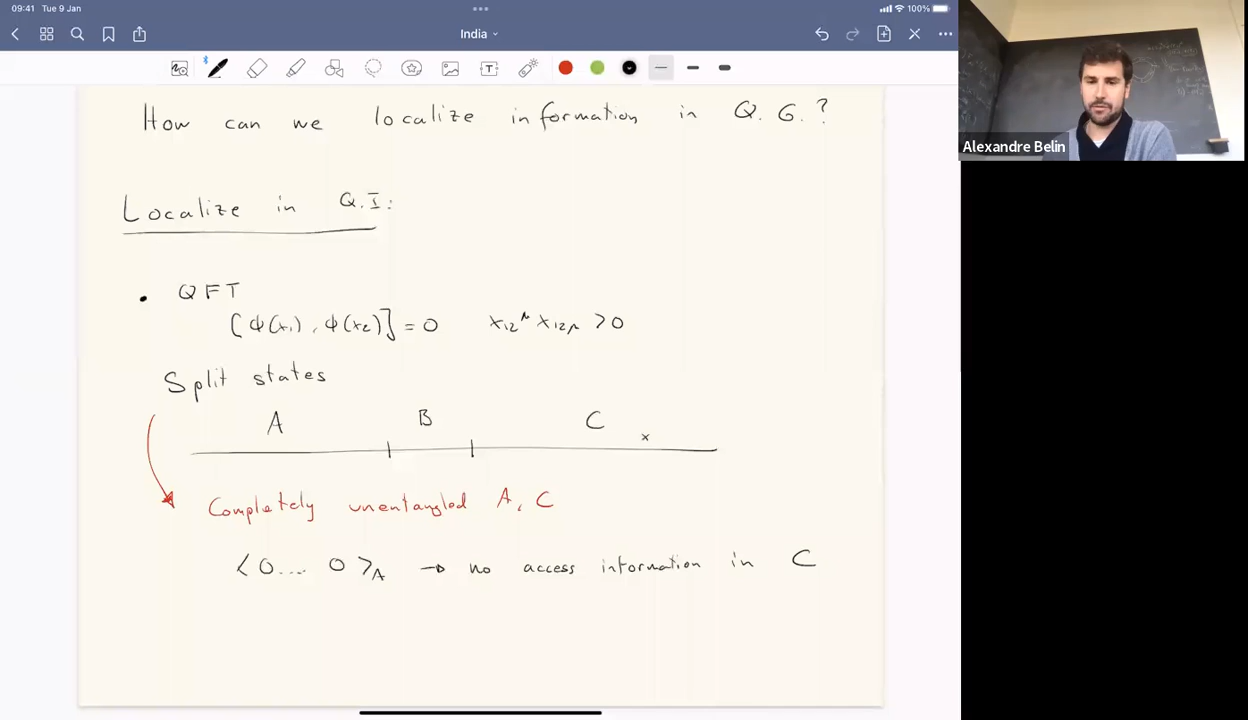 09:41 Tue 9 Jan
100%
India
Alexandre Belin
How can we localize information in Q. G.?
Localize in Q.I:
• QFT
[ϕ(x₁), ϕ(x₂)] = 0 x₁₂^μ x₁₂μ > 0
Split states
A B C
x
Completely unentangled A, C
<O.... O>_A → no access information in C